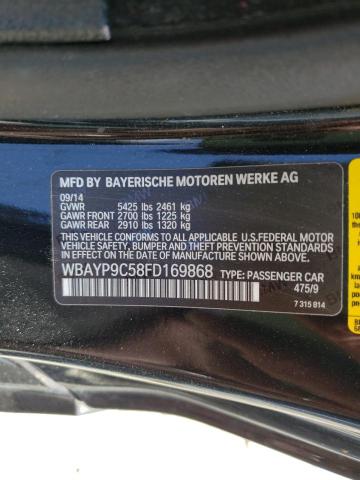 MFD BY BAYERISCHE MOTOREN WERKE AG
09/14
GVWR 5425 lbs 2461 kg
GAWR FRONT 2700 lbs 1225 kg
GAWR REAR 2910 lbs 1320 kg
THIS VEHICLE CONFORMS TO ALL APPLICABLE U.S.FEDERAL MOTOR
VEHICLE SAFETY, BUMPER AND THEFT PREVENTION STANDARDS IN
EFFECT ON THE DATE OF MANUFACTURE SHOWN ABOVE.
WBAYP9C58FD169868 TYPE: PASSENGER CAR
475/9
7 315 814